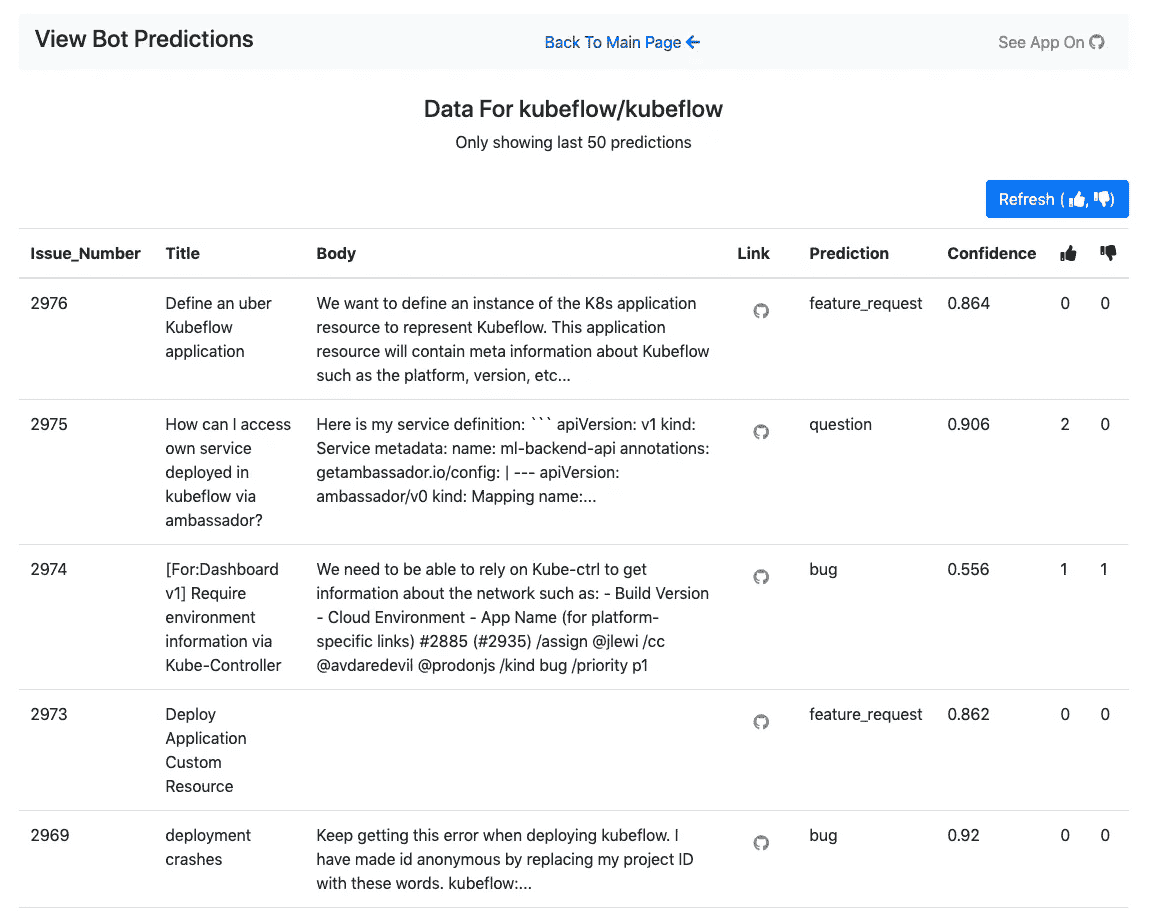 View Bot Predictions
Back To Main Page
See App On
Data For kubeflow/kubeflow
Only showing last 50 predictions
Refresh ( , )
Issue_Number Title Body Link Prediction Confidence
2976 Define an uber We want to define an instance of the K8s application feature_request 0.864 0 0
Kubeflow resource to represent Kubeflow. This application
application resource will contain meta information about Kubeflow
such as the platform, version, etc...
2975 How can I access Here is my service definition: ``` apiVersion: v1 kind: question 0.906 2 0
own service Service metadata: name: ml-backend-api annotations:
deployed in getambassador.io/config: | --- apiVersion:
kubeflow via ambassador/v0 kind: Mapping name:...
ambassador?
2974 [For:Dashboard We need to be able to rely on Kube-ctrl to get bug 0.556 1 1
v1] Require information about the network such as: - Build Version
environment - Cloud Environment - App Name (for platform-
information via specific links) #2885 (#2935) /assign @jlewi /cc
Kube-Controller @avdaredevil @prodonjs /kind bug /priority p1
2973 Deploy feature_request 0.862 0 0
Application
Custom
Resource
2969 deployment Keep getting this error when deploying kubeflow. I bug 0.92 0 0
crashes have made id anonymous by replacing my project ID
with these words. kubeflow:...